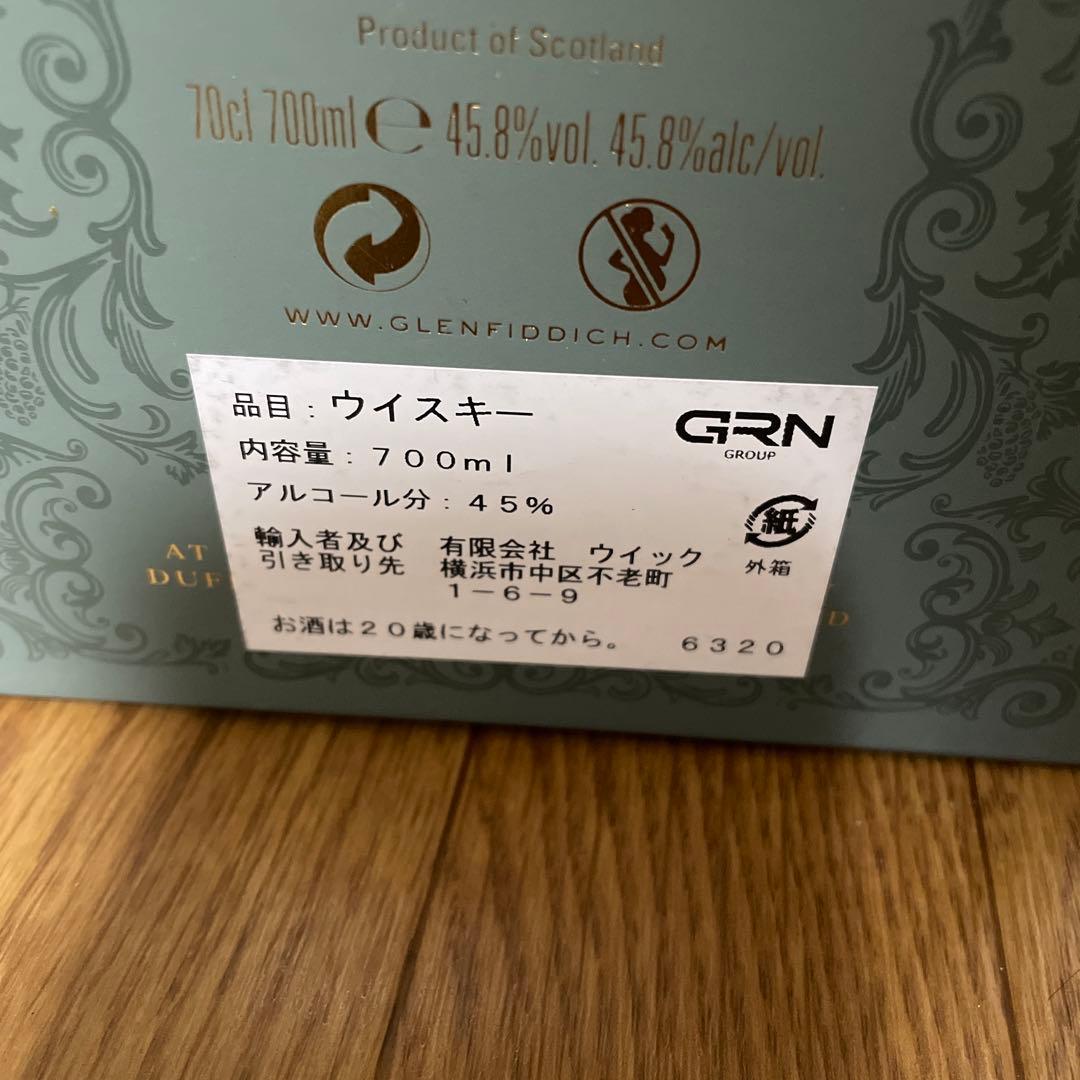 Product of Scotland
70cl 700ml ℮ 45.8%vol. 45.8%alc/vol.
WWW.GLENFIDDICH.COM
品目：ウイスキー
GRN
GROUP
内容量：７００ｍｌ
アルコール分：４５％
紙
外箱
輸入者及び 有限会社 ウイック
引き取り先 横浜市中区不老町
１－６－９
お酒は２０歳になってから。 ６３２０
AT